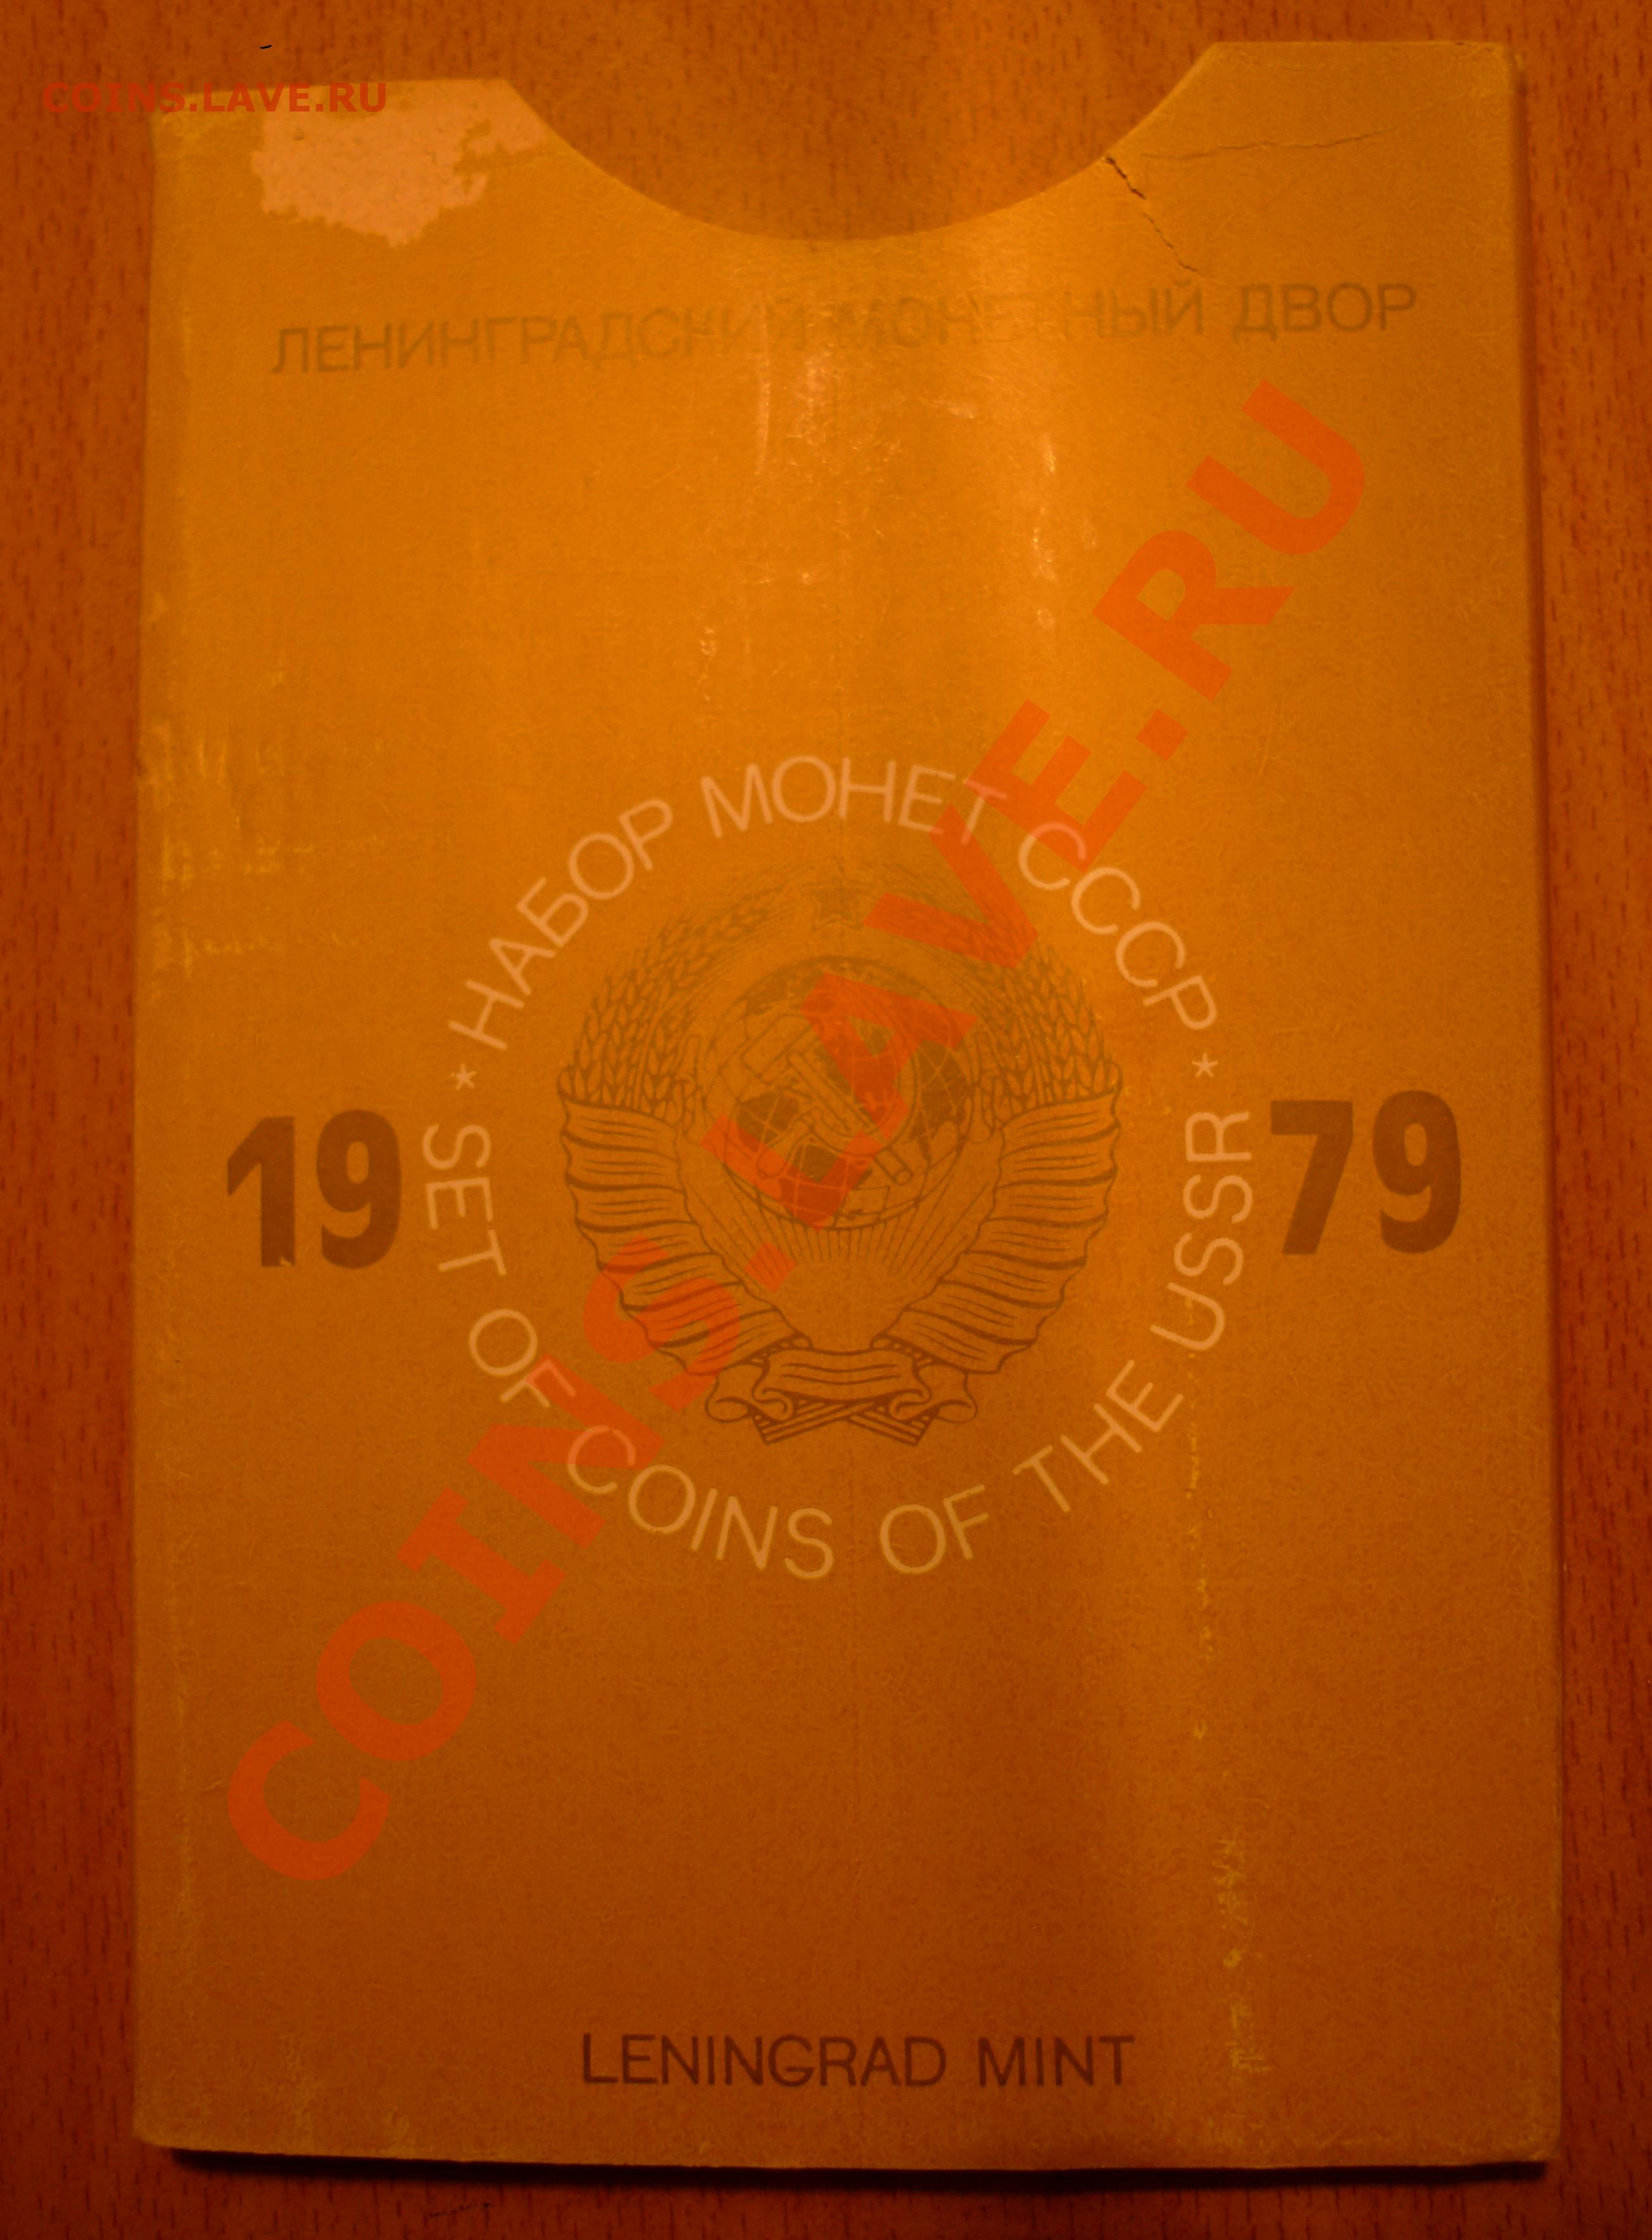 COINS.LAVE.RU
ЛЕНИНГРАДСКИЙ МОНЕТНЫЙ ДВОР
* НАБОР МОНЕТ СССР *
19
79
SET OF COINS OF THE USSR
COINS.LAVE.RU
LENINGRAD MINT